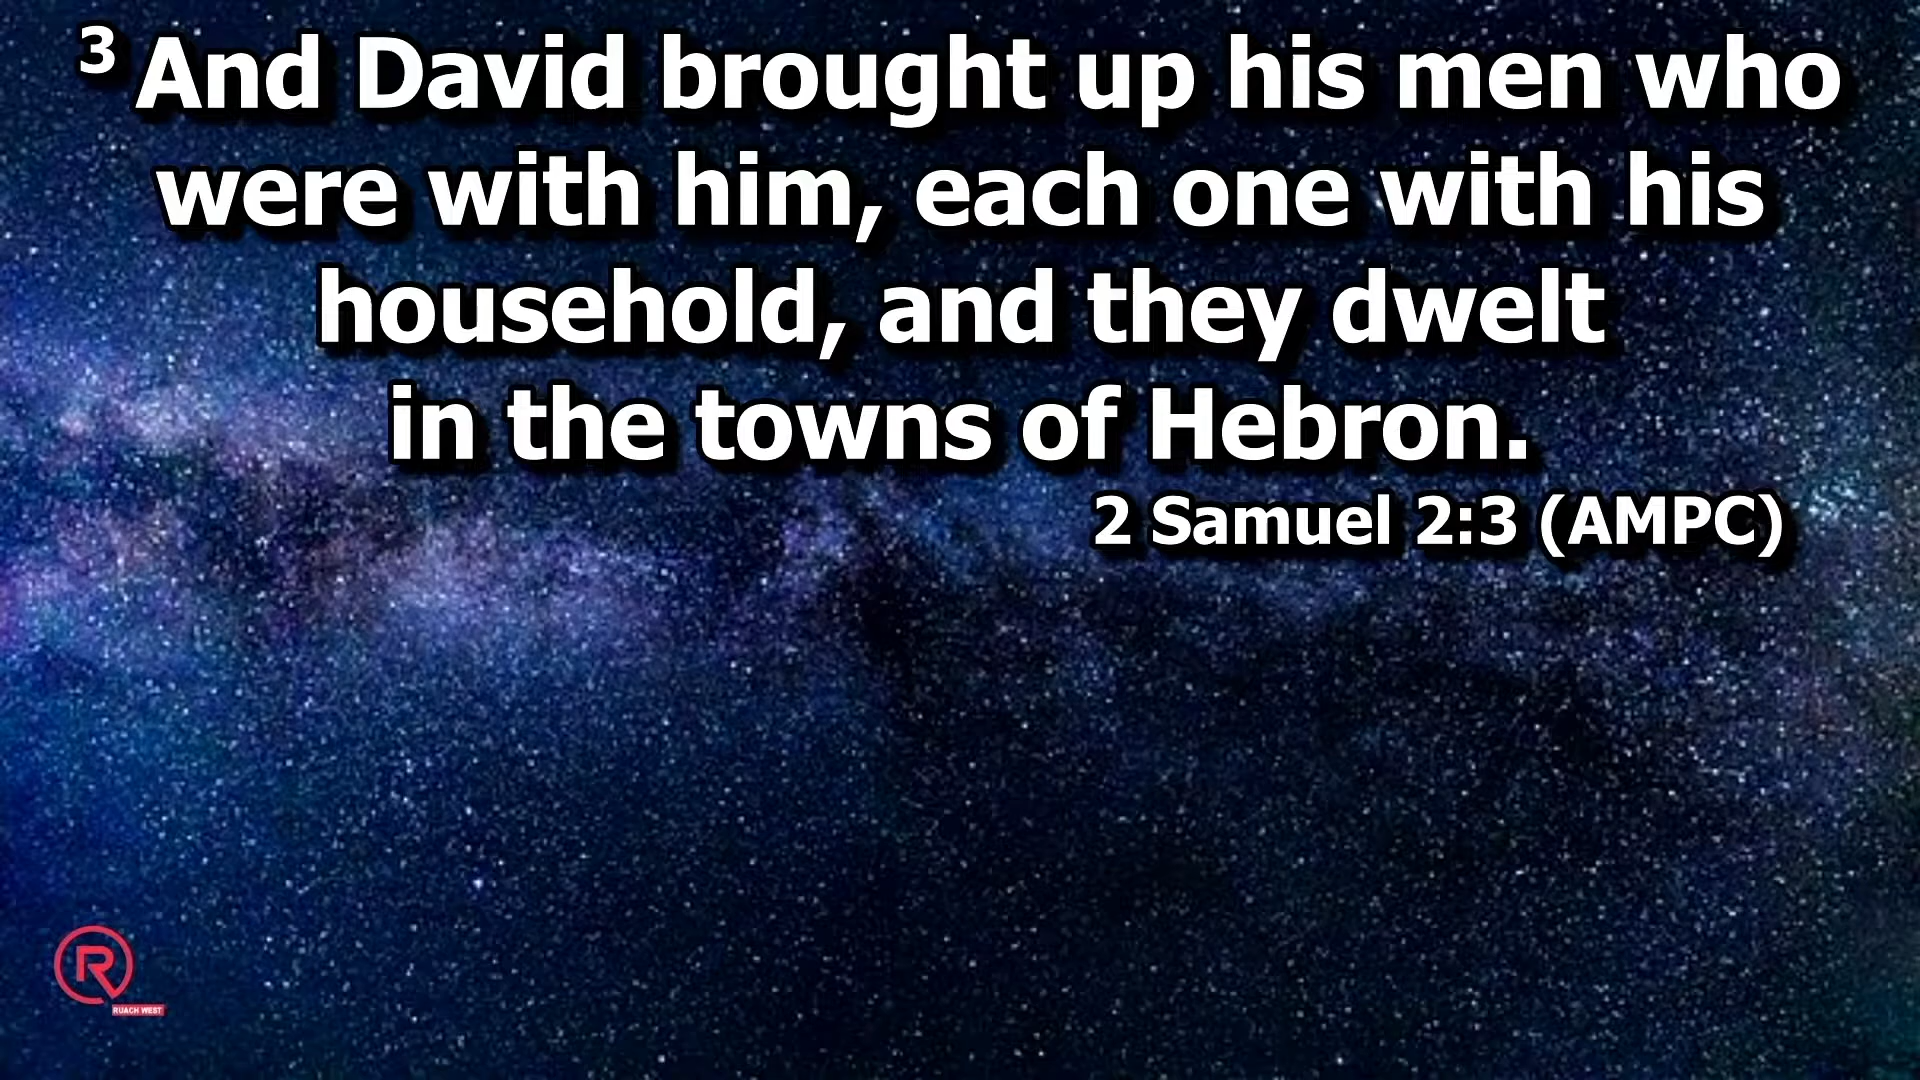 3 And David brought up his men who
were with him, each one with his
household, and they dwelt
in the towns of Hebron.
2 Samuel 2:3 (AMPC)
R
RUACH WEST